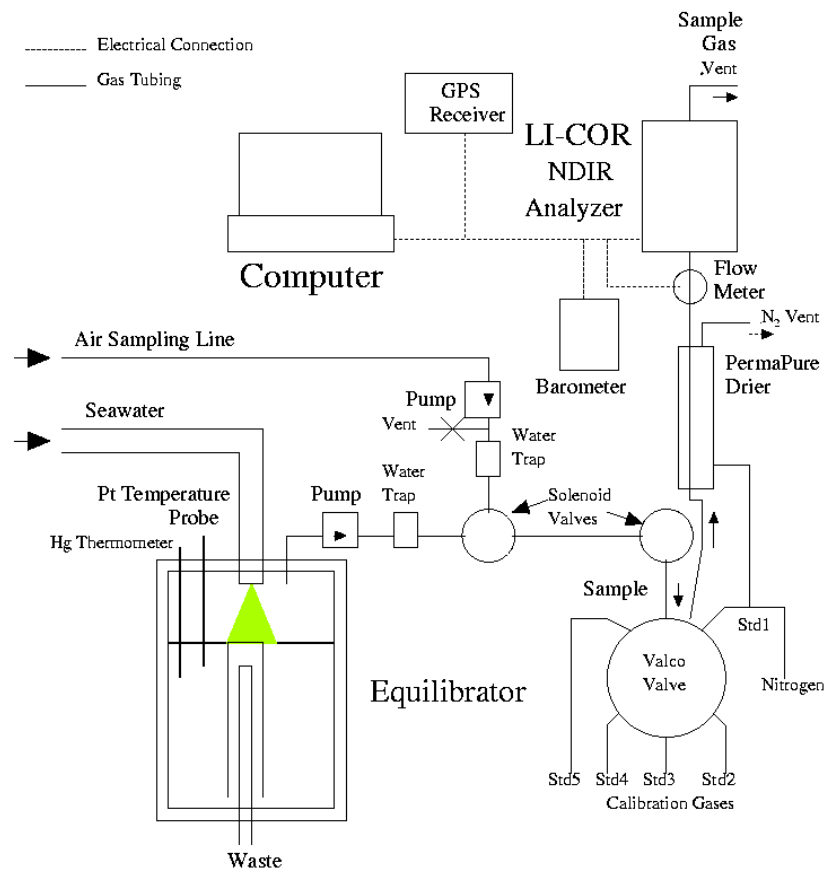 Electrical Connection
Gas Tubing
Sample
Gas
Vent
GPS
Receiver
LI-COR
NDIR
Analyzer
Computer
Flow
Meter
N2 Vent
Air Sampling Line
Barometer
PermaPure
Drier
Pump
Seawater
Vent
Water
Trap
Water
Trap
Pt Temperature
Probe
Pump
Solenoid
Valves
Hg Thermometer
Sample
Std1
Valco
Valve
Nitrogen
Equilibrator
Std5
Std4
Std3
Std2
Calibration Gases
Waste